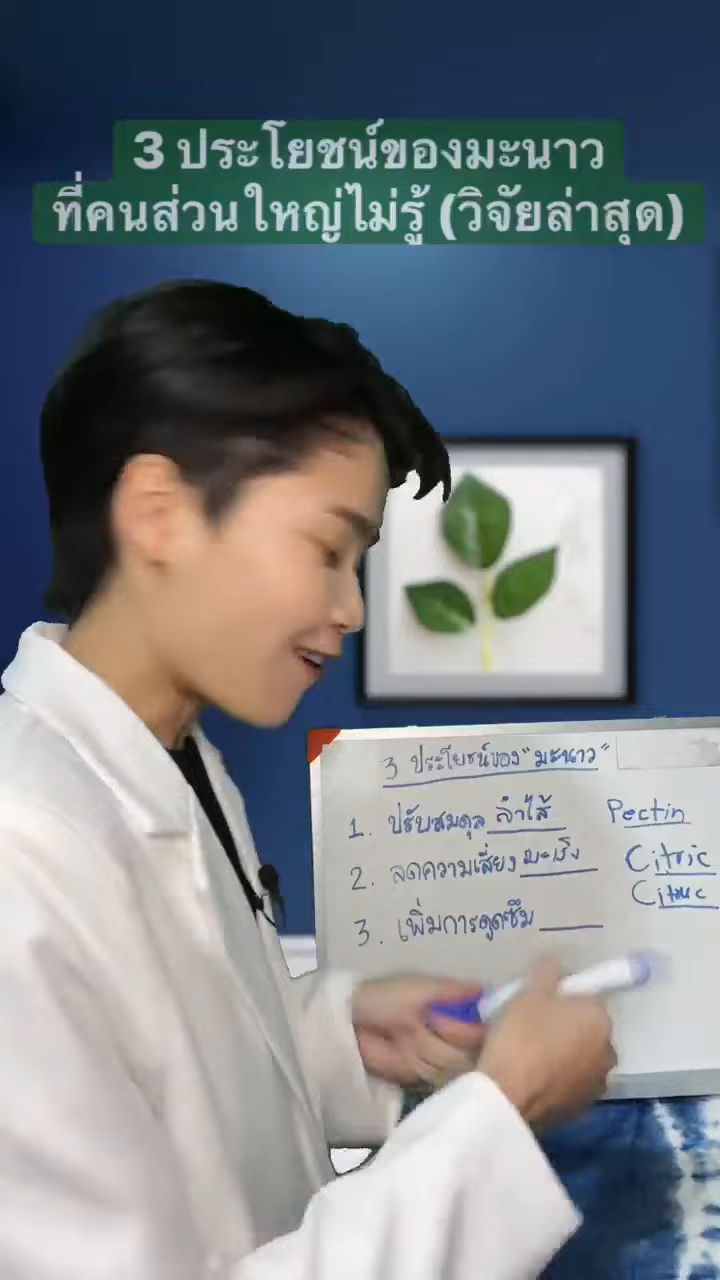 3 ประโยชน์ของมะนาว
ที่คนส่วนใหญ่ไม่รู้ (วิจัยล่าสุด)
3 ประโยชน์ของ "มะนาว"
1. ปรับสมดุล ลำไส้ Pectin
2. ลดความเสี่ยง มะเร็ง Citric
Citruc
3. เพิ่มการดูดซึม